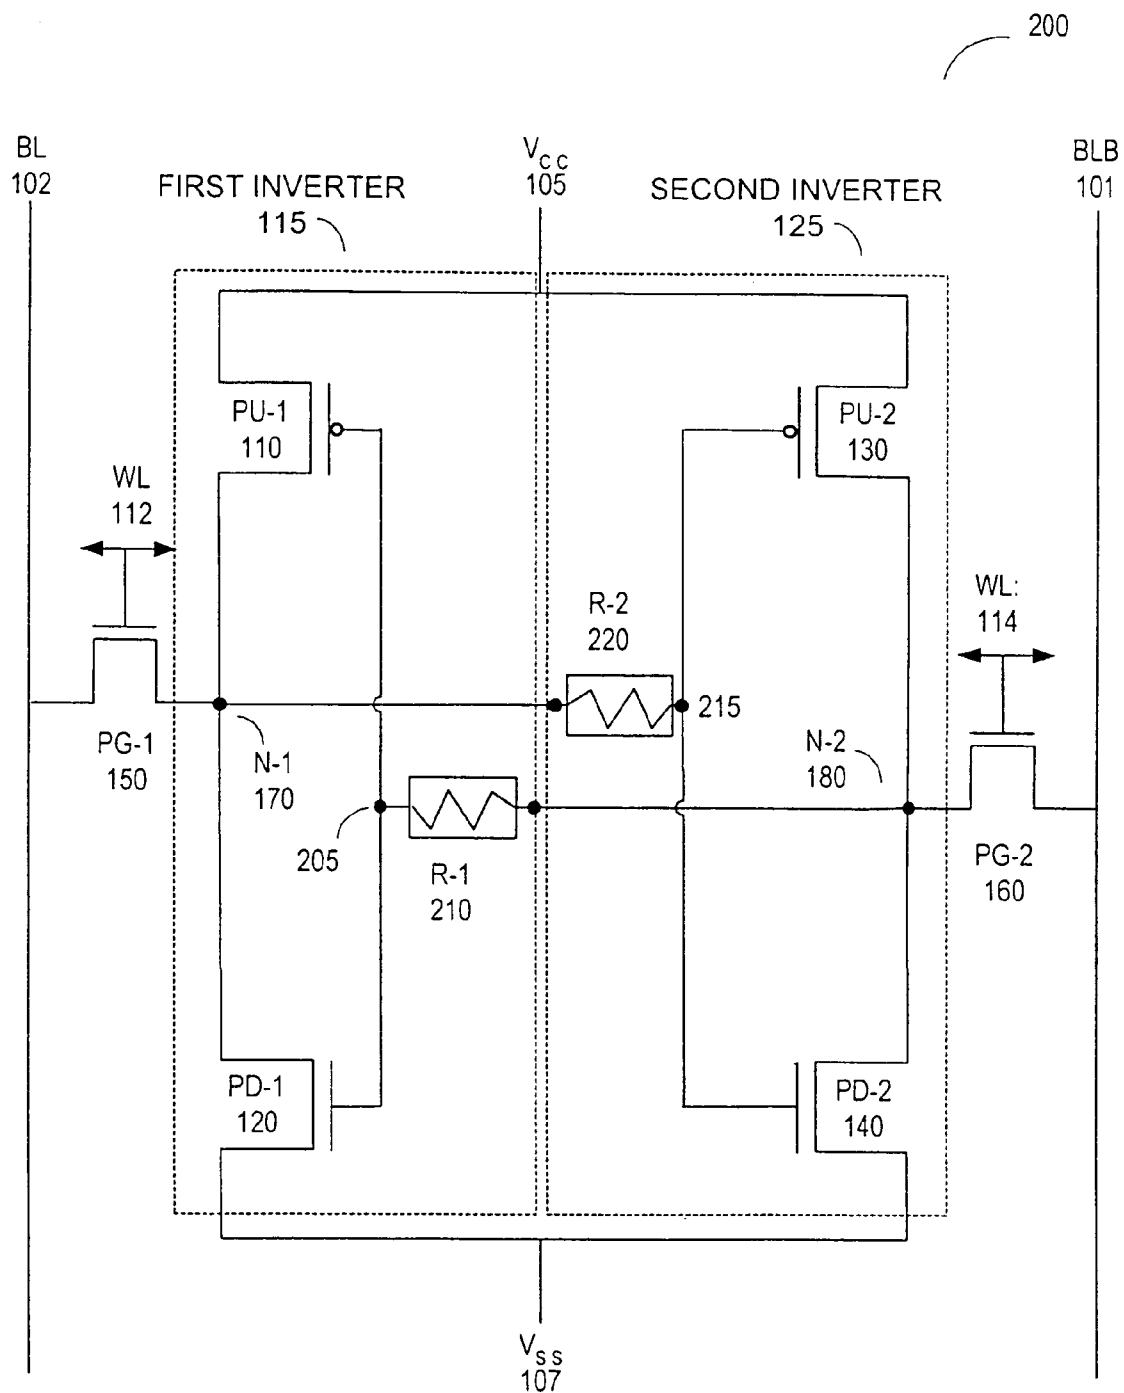 200
BL
102
V_CC
105
BLB
101
FIRST INVERTER
115
SECOND INVERTER
125
PU-1
110
PU-2
130
WL
112
R-2
220
WL:
114
215
PG-1
150
N-1
170
N-2
180
205
R-1
210
PG-2
160
PD-1
120
PD-2
140
V_SS
107